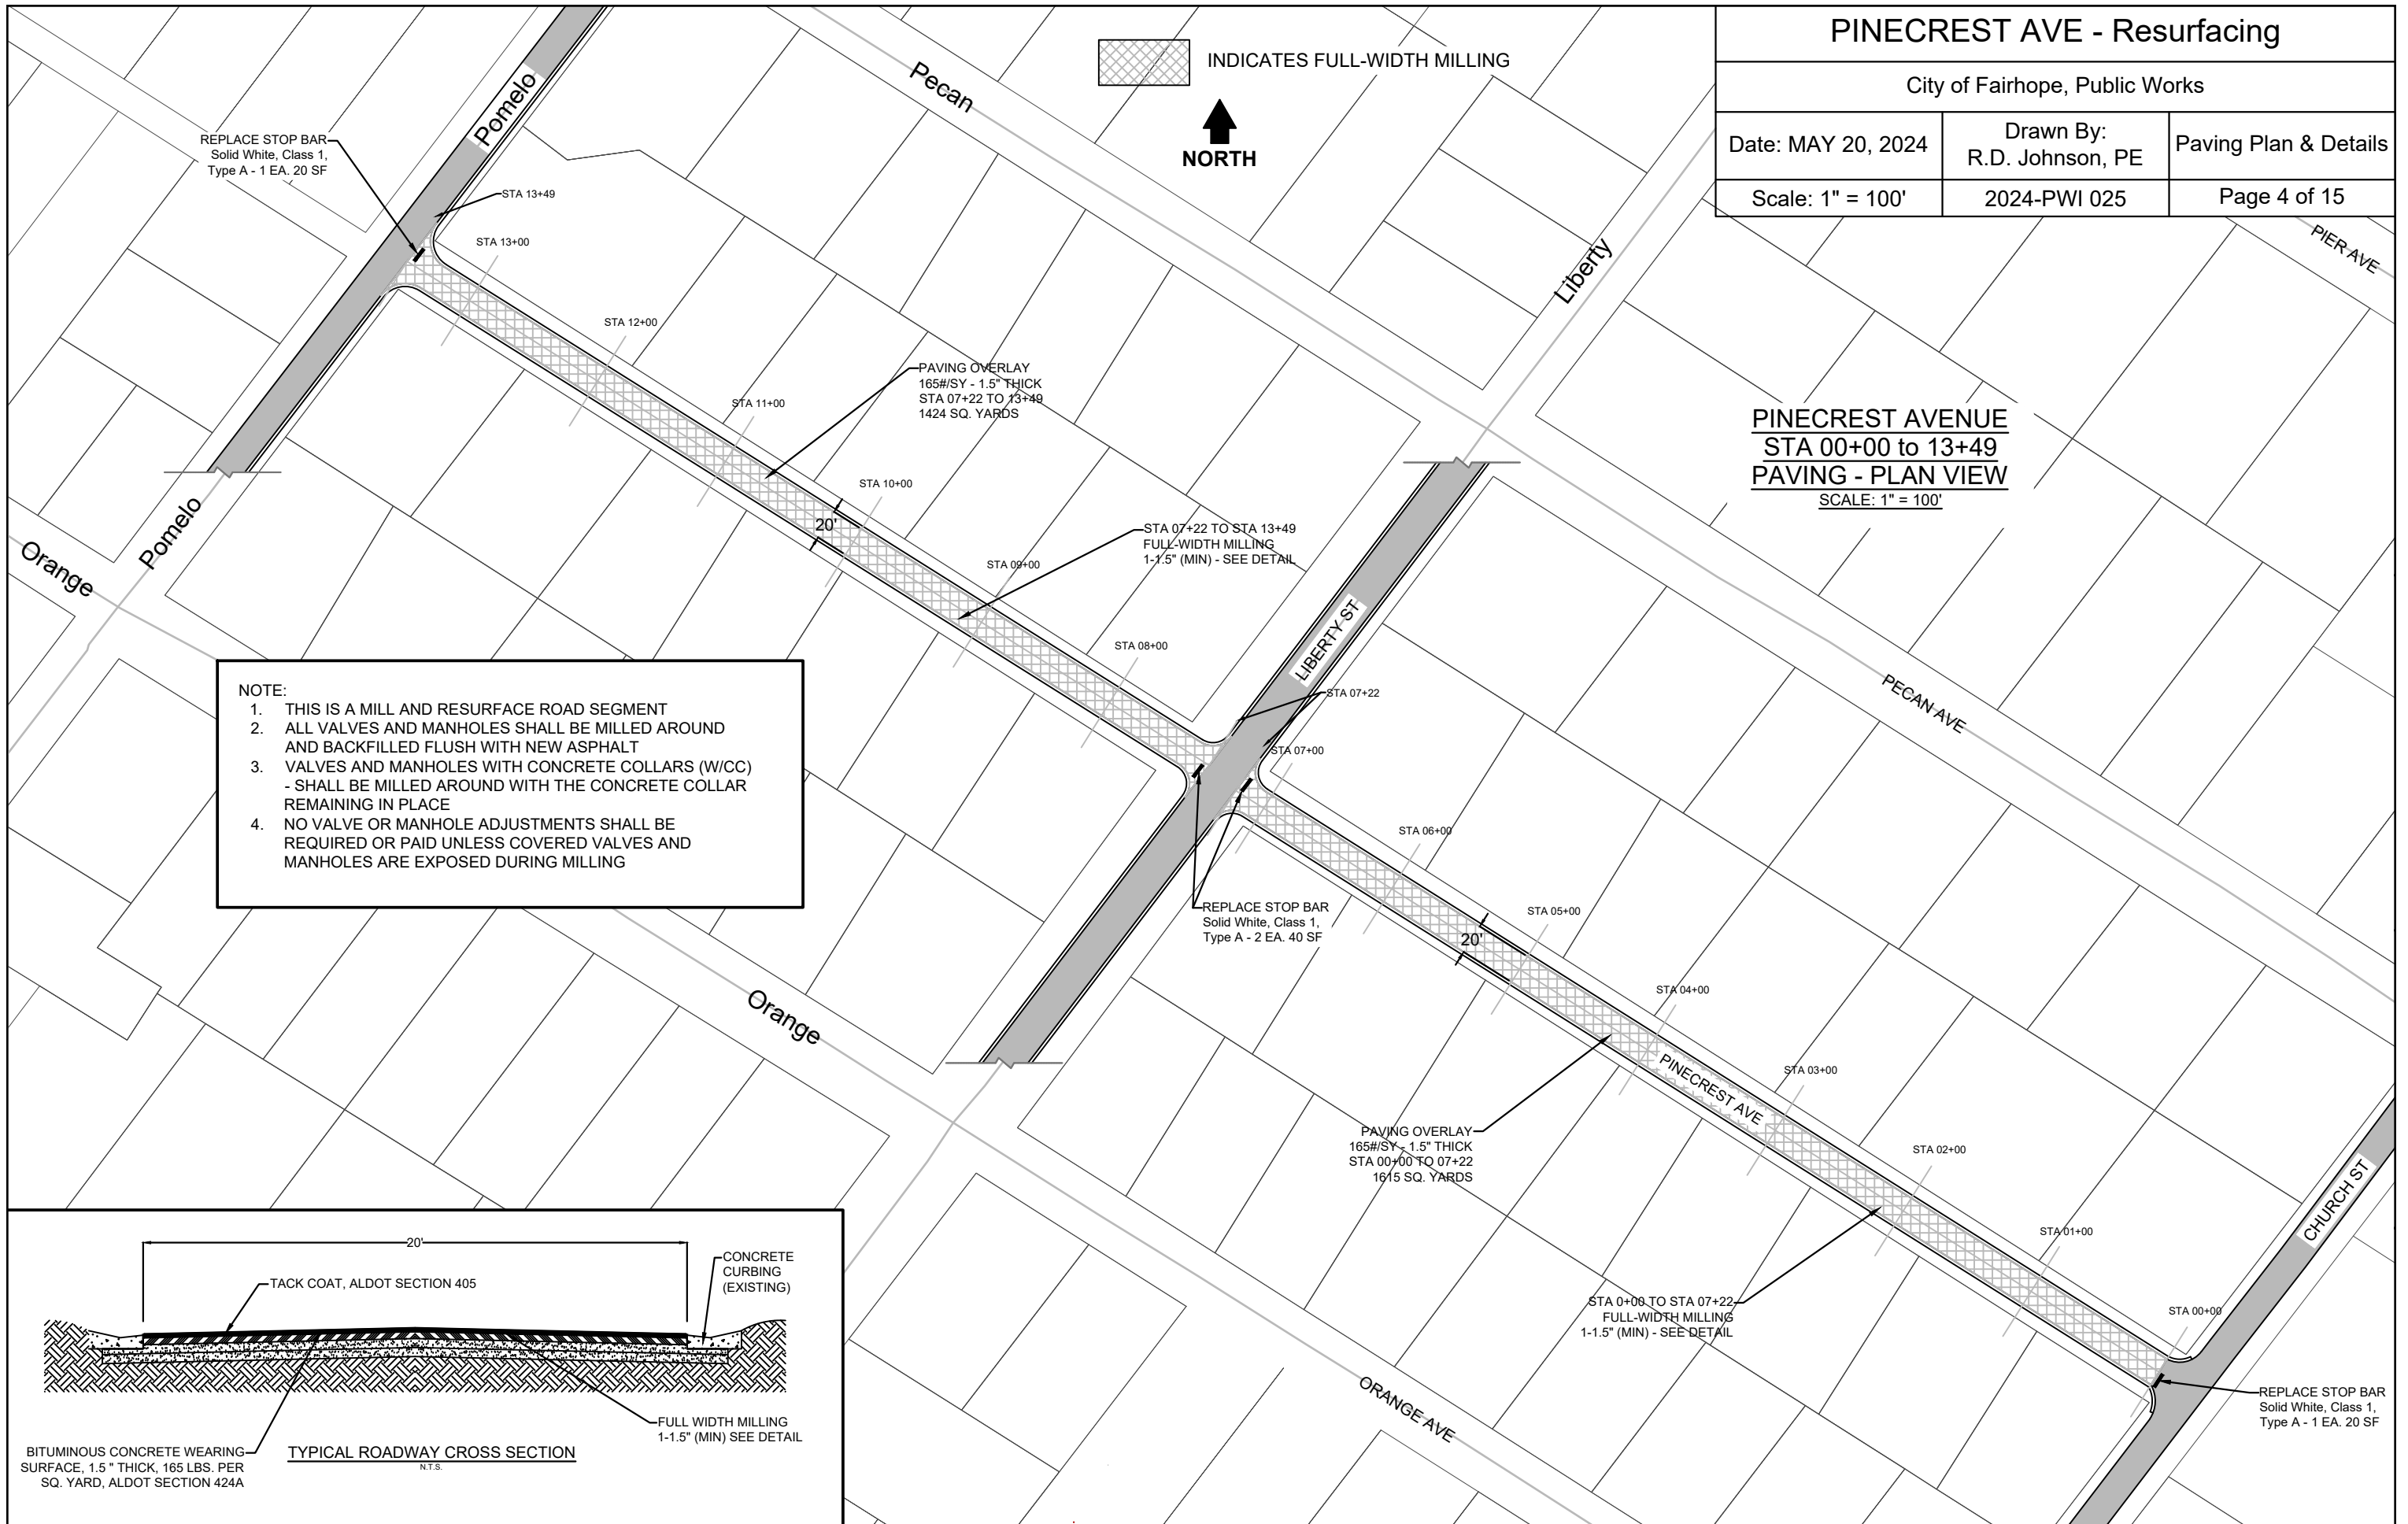 PINECREST AVE - Resurfacing
City of Fairhope, Public Works
Date: MAY 20, 2024
Drawn By:
R.D. Johnson, PE
Paving Plan & Details
Scale: 1" = 100'
2024-PWI 025
Page 4 of 15
INDICATES FULL-WIDTH MILLING
NORTH
Pecan
Pomelo
REPLACE STOP BAR
Solid White, Class 1,
Type A - 1 EA. 20 SF
STA 13+49
STA 13+00
Liberty
PIER AVE
STA 12+00
PAVING OVERLAY
165#/SY - 1.5" THICK
STA 07+22 TO 13+49
1424 SQ. YARDS
STA 11+00
PINECREST AVENUE
STA 00+00 to 13+49
PAVING - PLAN VIEW
SCALE: 1" = 100'
STA 10+00
20'
STA 07+22 TO STA 13+49
FULL-WIDTH MILLING
1-1.5" (MIN) - SEE DETAIL
Pomelo
Orange
STA 09+00
STA 08+00
LIBERTY ST
STA 07+22
STA 07+00
PECAN AVE
NOTE:
1. THIS IS A MILL AND RESURFACE ROAD SEGMENT
2. ALL VALVES AND MANHOLES SHALL BE MILLED AROUND
AND BACKFILLED FLUSH WITH NEW ASPHALT
3. VALVES AND MANHOLES WITH CONCRETE COLLARS (W/CC)
- SHALL BE MILLED AROUND WITH THE CONCRETE COLLAR
REMAINING IN PLACE
4. NO VALVE OR MANHOLE ADJUSTMENTS SHALL BE
REQUIRED OR PAID UNLESS COVERED VALVES AND
MANHOLES ARE EXPOSED DURING MILLING
STA 06+00
REPLACE STOP BAR
Solid White, Class 1,
Type A - 2 EA. 40 SF
STA 05+00
20'
Orange
STA 04+00
PINECREST AVE
STA 03+00
PAVING OVERLAY
165#/SY - 1.5" THICK
STA 00+00 TO 07+22
1615 SQ. YARDS
STA 02+00
CHURCH ST
STA 01+00
STA 0+00 TO STA 07+22
FULL-WIDTH MILLING
1-1.5" (MIN) - SEE DETAIL
STA 00+00
ORANGE AVE
REPLACE STOP BAR
Solid White, Class 1,
Type A - 1 EA. 20 SF
20'
TACK COAT, ALDOT SECTION 405
CONCRETE
CURBING
(EXISTING)
FULL WIDTH MILLING
1-1.5" (MIN) SEE DETAIL
BITUMINOUS CONCRETE WEARING
SURFACE, 1.5 " THICK, 165 LBS. PER
SQ. YARD, ALDOT SECTION 424A
TYPICAL ROADWAY CROSS SECTION
N.T.S.